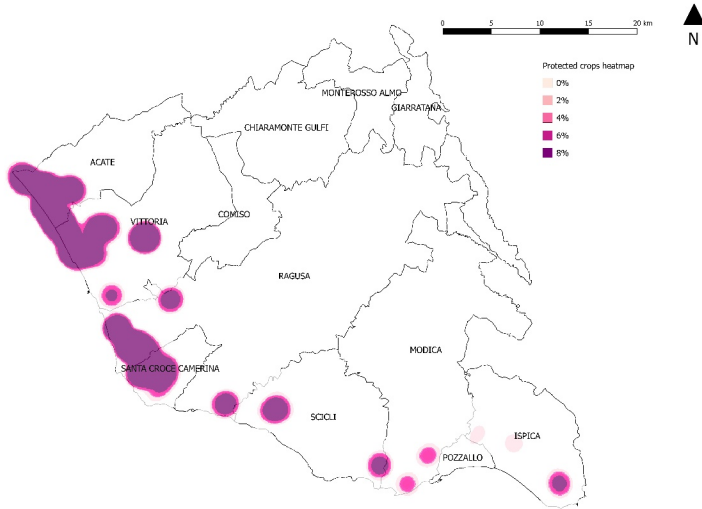 0 5 10 15 20 km
N
Protected crops heatmap
0%
2%
4%
6%
8%
MONTEROSSO ALMO
GIARRATANA
CHIARAMONTE GULFI
ACATE
VITTORIA
COMISO
RAGUSA
MODICA
SANTA CROCE CAMERINA
SCICLI
ISPICA
POZZALLO